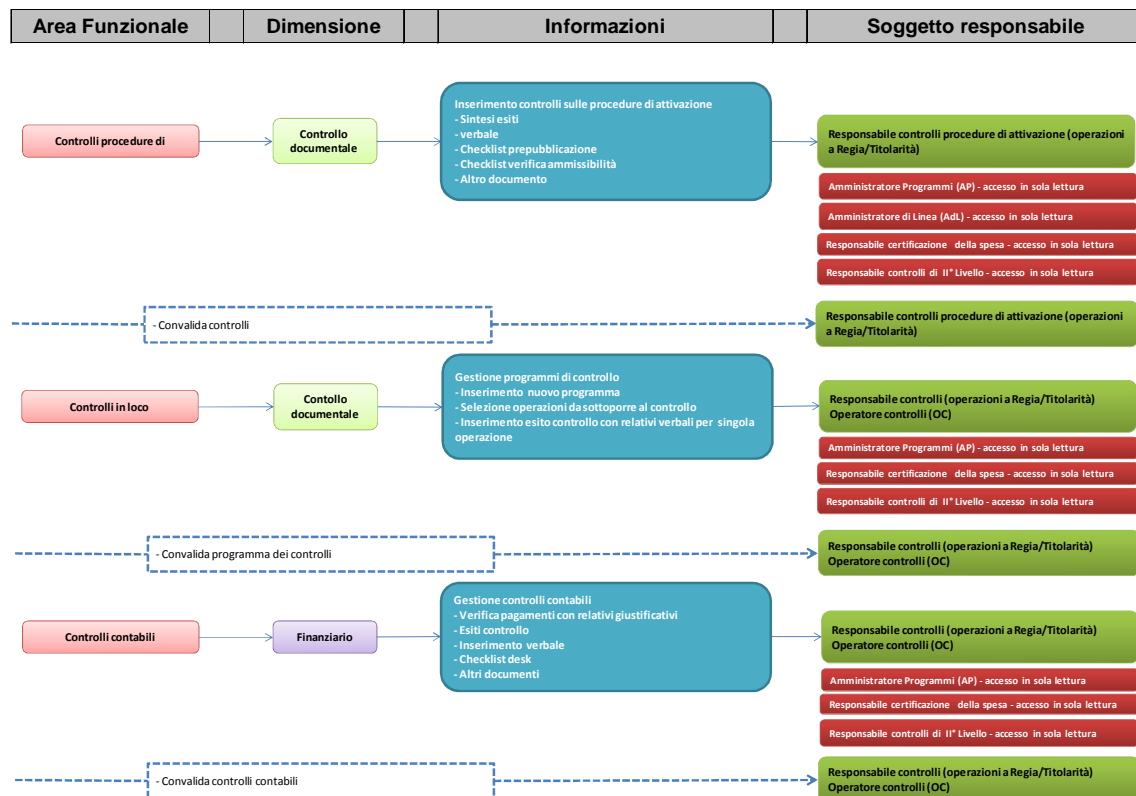 Area Funzionale
Dimensione
Informazioni
Soggetto responsabile
Controlli procedure di
Controllo
documentale
Inserimento controlli sulle procedure di attivazione
- Sintesi esiti
- verbale
- Checklist prepubblicazione
- Checklist verifica ammissibilità
- Altro documento
Responsabile controlli procedure di attivazione (operazioni
a Regia/Titolarità)
Amministratore Programmi (AP) - accesso in sola lettura
Amministratore di Linea (AdL) - accesso in sola lettura
Responsabile certificazione della spesa - accesso in sola lettura
Responsabile controlli di II° Livello - accesso in sola lettura
- Convalida controlli
Responsabile controlli procedure di attivazione (operazioni
a Regia/Titolarità)
Controlli in loco
Contollo
documentale
Gestione programmi di controllo
- Inserimento nuovo programma
- Selezione operazioni da sottoporre al controllo
- Inserimento esito controllo con relativi verbali per singola
operazione
Responsabile controlli (operazioni a Regia/Titolarità)
Operatore controlli (OC)
Amministratore Programmi (AP) - accesso in sola lettura
Responsabile certificazione della spesa - accesso in sola lettura
Responsabile controlli di II° Livello - accesso in sola lettura
- Convalida programma dei controlli
Responsabile controlli (operazioni a Regia/Titolarità)
Operatore controlli (OC)
Controlli contabili
Finanziario
Gestione controlli contabili
- Verifica pagamenti con relativi giustificativi
- Esiti controllo
- Inserimento verbale
- Checklist desk
- Altri documenti
Responsabile controlli (operazioni a Regia/Titolarità)
Operatore controlli (OC)
Amministratore Programmi (AP) - accesso in sola lettura
Responsabile certificazione della spesa - accesso in sola lettura
Responsabile controlli di II° Livello - accesso in sola lettura
- Convalida controlli contabili
Responsabile controlli (operazioni a Regia/Titolarità)
Operatore controlli (OC)